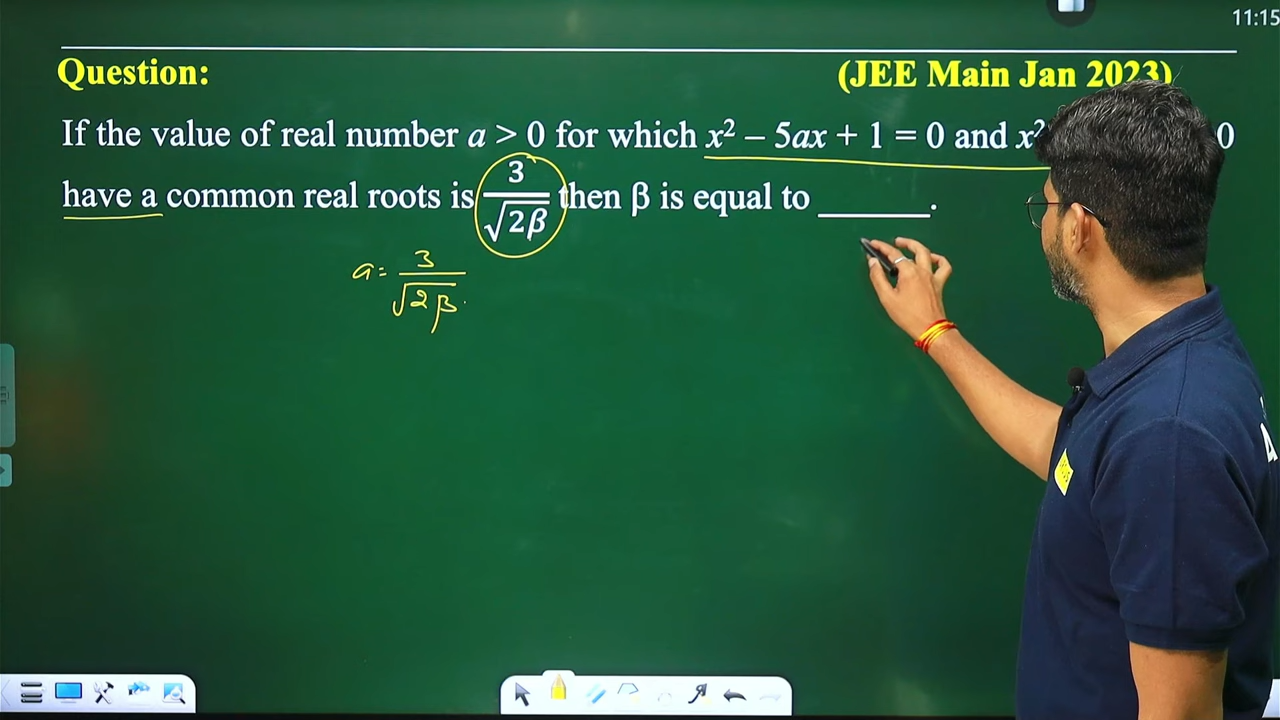 11:15
Question: (JEE Main Jan 2023)
If the value of real number a > 0 for which x² – 5ax + 1 = 0 and x² 0
have a common real roots is 3/√2β then β is equal to ______.
a = 3/√2β.